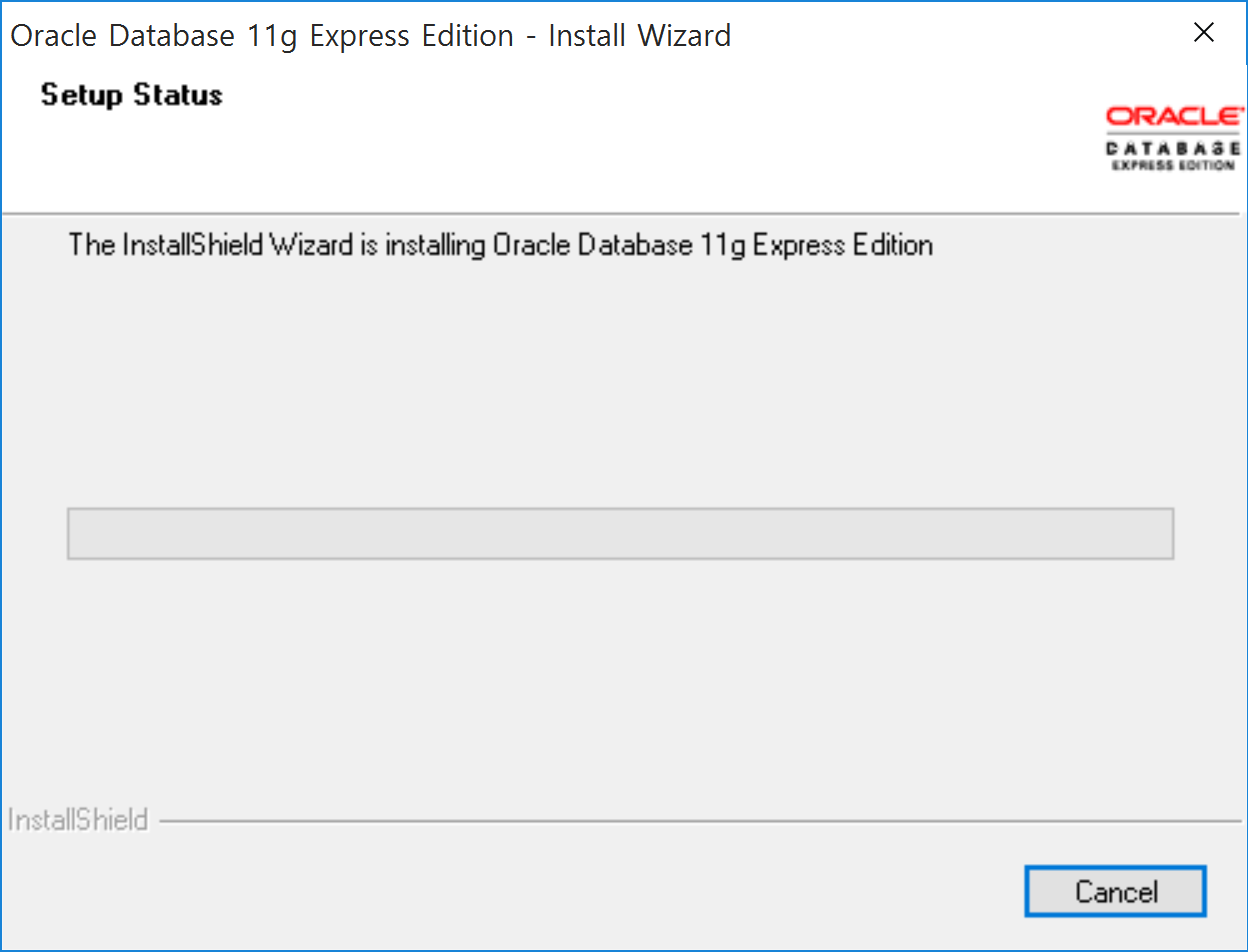 Oracle Database 11g Express Edition - Install Wizard
Setup Status
ORACLE
DATABASE
EXPRESS EDITION
The InstallShield Wizard is installing Oracle Database 11g Express Edition
InstallShield
Cancel